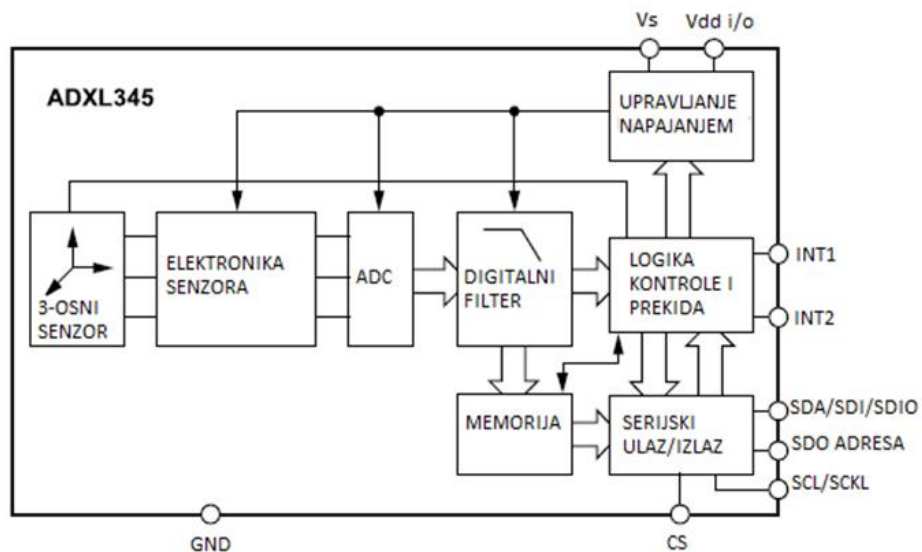 Vs
Vdd i/o
ADXL345
UPRAVLJANJE
NAPAJANJEM
3-OSNI
SENZOR
ELEKTRONIKA
SENZORA
ADC
DIGITALNI
FILTER
LOGIKA
KONTROLE I
PREKIDA
INT1
INT2
MEMORIJA
SERIJSKI
ULAZ/IZLAZ
SDA/SDI/SDIO
SDO ADRESA
SCL/SCKL
GND
CS